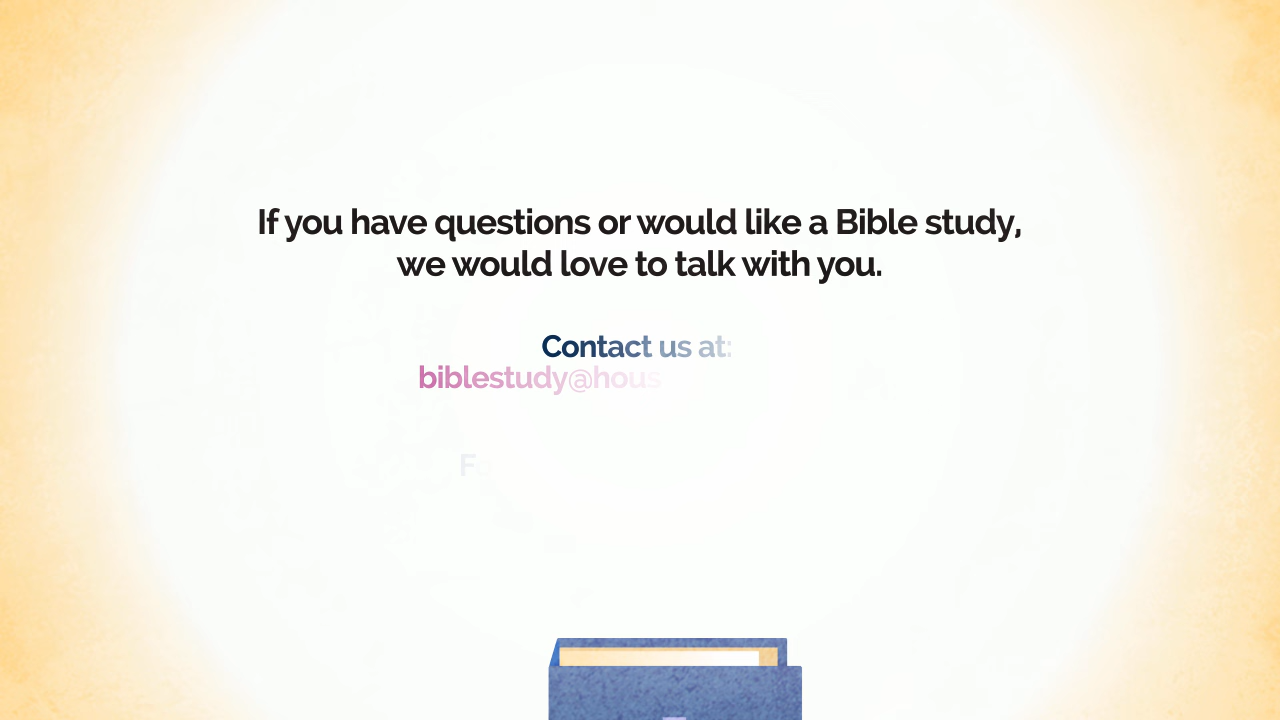 If you have questions or would like a Bible study,
we would love to talk with you.
Contact us at:
biblestudy@hous